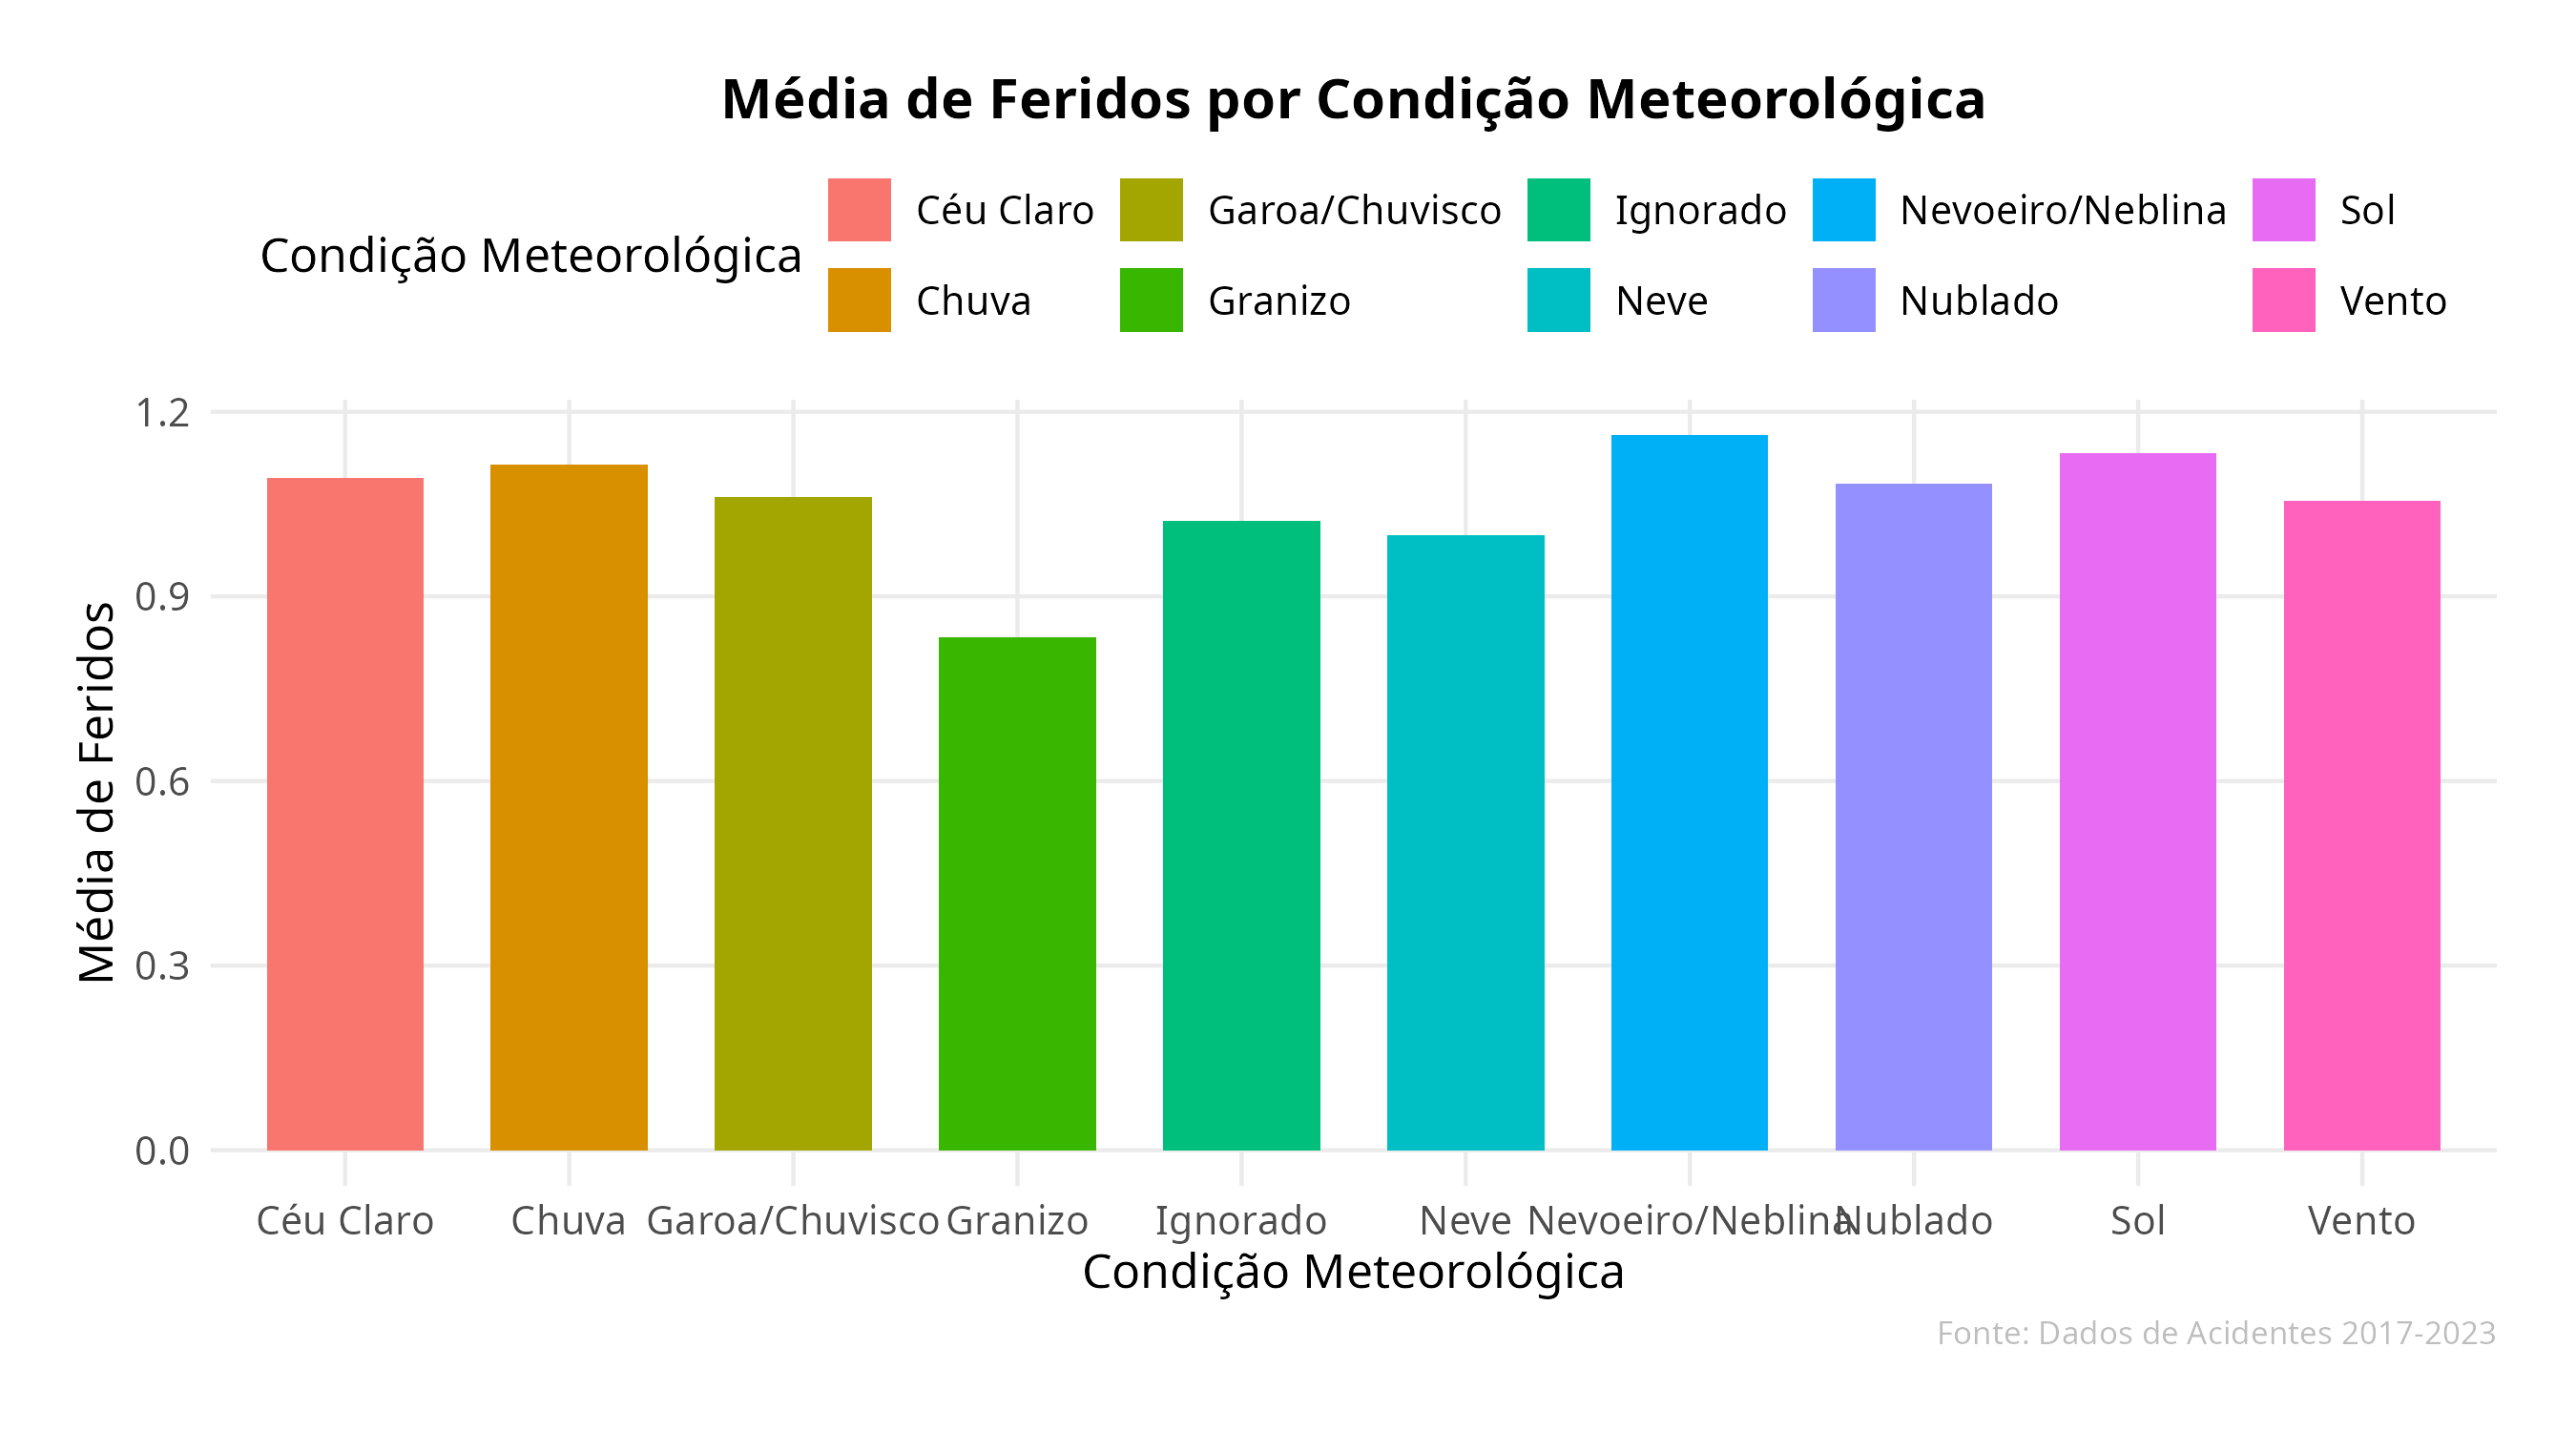 Média de Feridos por Condição Meteorológica
Condição Meteorológica
Céu Claro
Garoa/Chuvisco
Ignorado
Nevoeiro/Neblina
Sol
Chuva
Granizo
Neve
Nublado
Vento
Média de Feridos
1.2
0.9
0.6
0.3
0.0
Céu Claro
Chuva
Garoa/Chuvisco
Granizo
Ignorado
Neve
Nevoeiro/Neblina
Nublado
Sol
Vento
Condição Meteorológica
Fonte: Dados de Acidentes 2017-2023